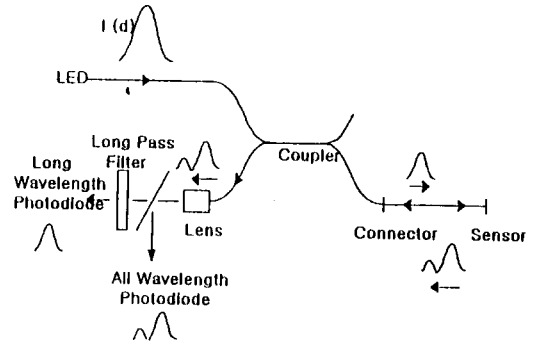 I (d)
LED
Long Pass
Filter
Long
Wavelength
Photodiode
Lens
Coupler
Connector
Sensor
All Wavelength
Photodiode